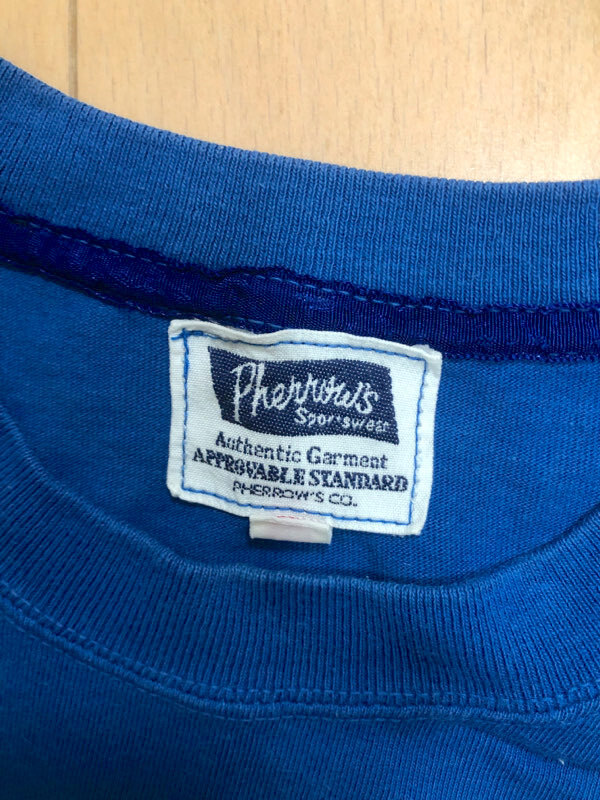 Pherrow's
Sportswear
Authentic Garment
APPROVABLE STANDARD
PHERROW'S CO.